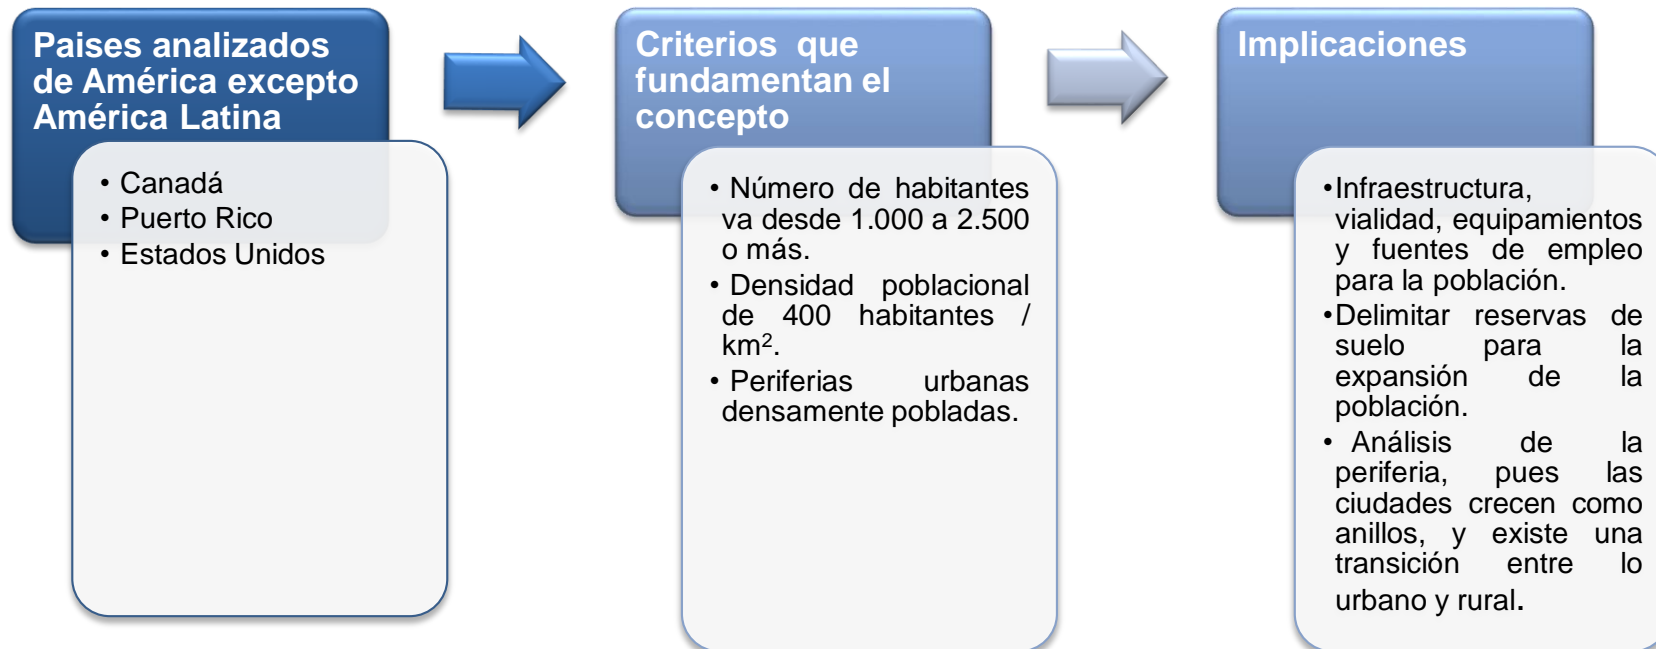 Paises analizados
de América excepto
América Latina
• Canadá
• Puerto Rico
• Estados Unidos
Criterios que
fundamentan el
concepto
• Número de habitantes
va desde 1.000 a 2.500
o más.
• Densidad poblacional
de 400 habitantes /
km².
• Periferias urbanas
densamente pobladas.
Implicaciones
•Infraestructura,
vialidad, equipamientos
y fuentes de empleo
para la población.
•Delimitar reservas de
suelo para la
expansión de la
población.
• Análisis de la
periferia, pues las
ciudades crecen como
anillos, y existe una
transición entre lo
urbano y rural.